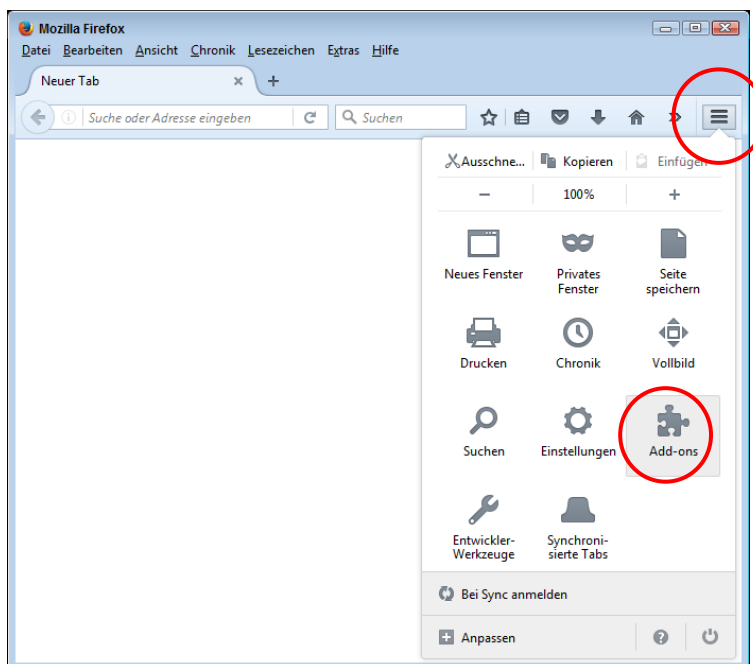 Mozilla Firefox
Datei Bearbeiten Ansicht Chronik Lesezeichen Extras Hilfe
Neuer Tab
Suche oder Adresse eingeben
Suchen
Ausschne... Kopieren Einfügen
− 100% +
Neues Fenster
Privates
Fenster
Seite
speichern
Drucken
Chronik
Vollbild
Suchen
Einstellungen
Add-ons
Entwickler-
Werkzeuge
Synchroni-
sierte Tabs
Bei Sync anmelden
Anpassen